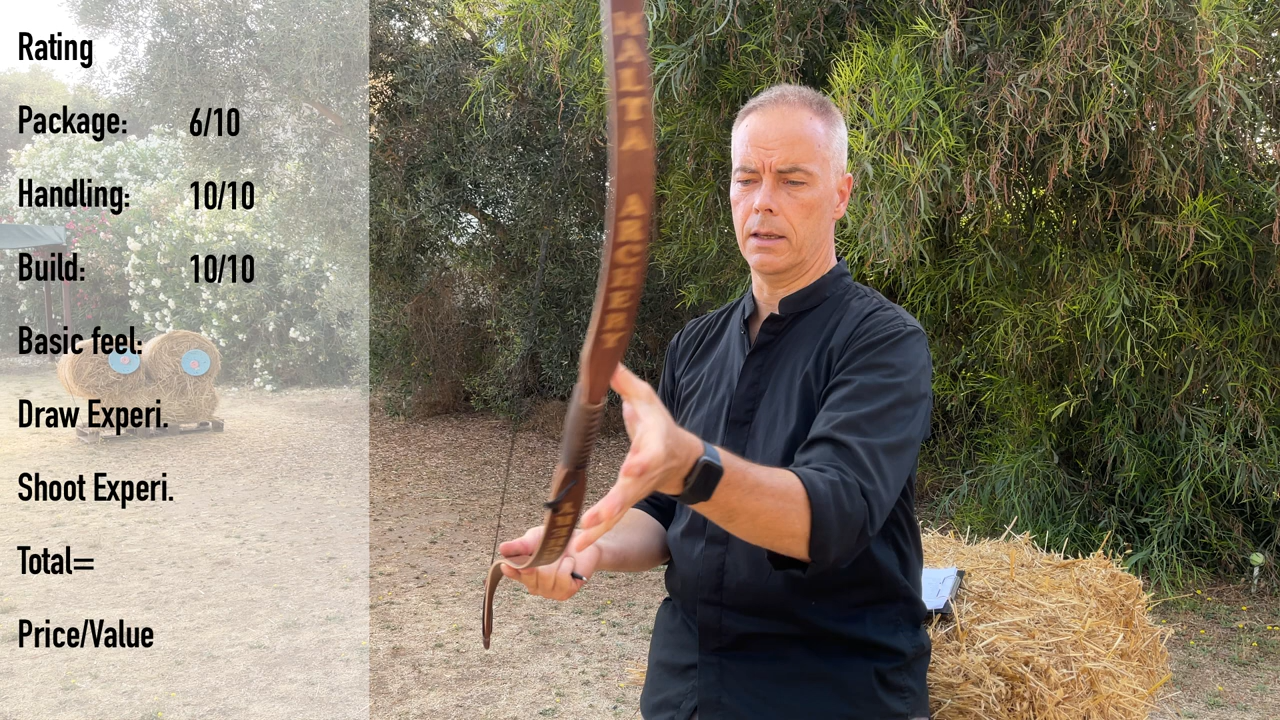 Rating
Package: 6/10
Handling: 10/10
Build: 10/10
Basic feel:
Draw Experi.
Shoot Experi.
Total=
Price/Value
MALTA ARCHERY